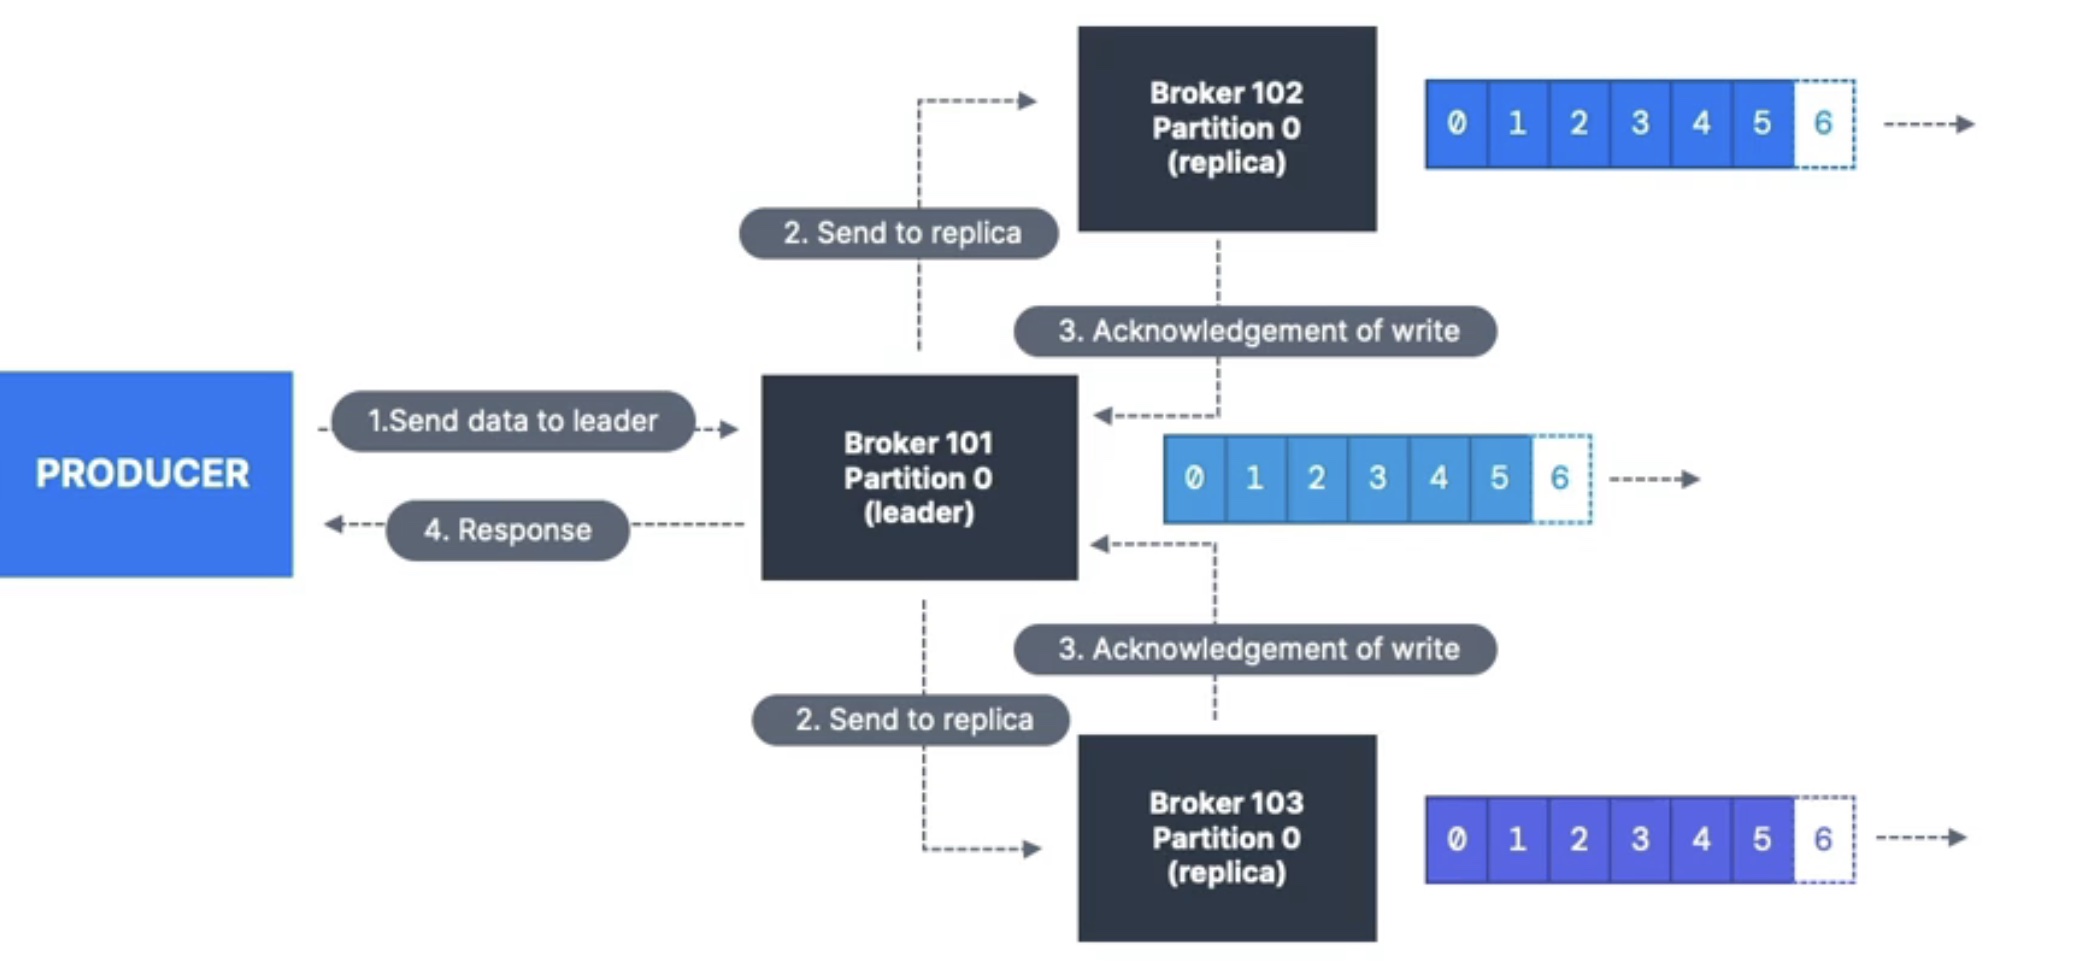 Broker 102
Partition 0
(replica)
0 1 2 3 4 5 6
2. Send to replica
3. Acknowledgement of write
PRODUCER
1.Send data to leader
4. Response
Broker 101
Partition 0
(leader)
0 1 2 3 4 5 6
3. Acknowledgement of write
2. Send to replica
Broker 103
Partition 0
(replica)
0 1 2 3 4 5 6